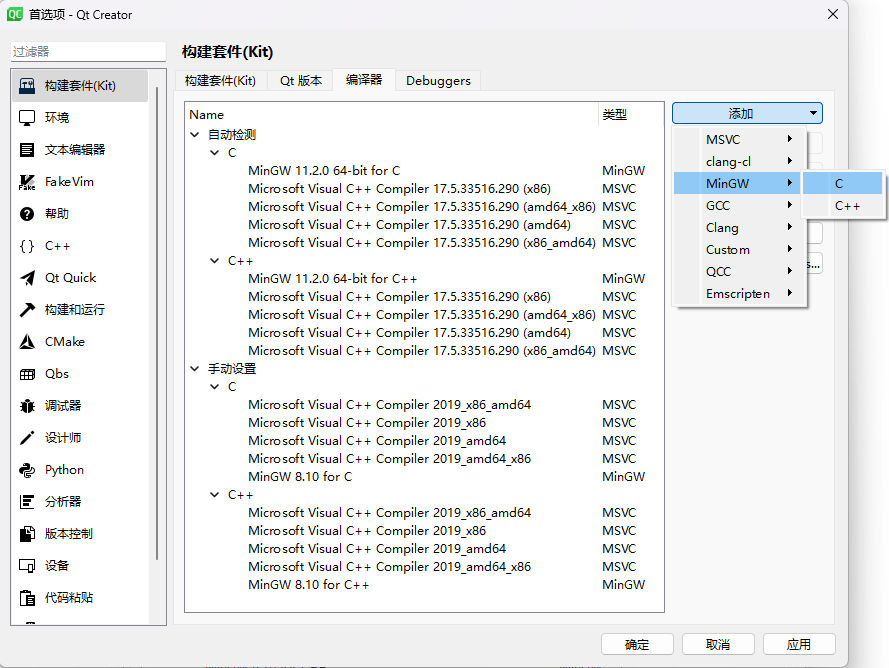 QC 首选项 - Qt Creator
过滤器
构建套件(Kit)
环境
文本编辑器
FakeVim
帮助
{} C++
Qt Quick
构建和运行
CMake
Qbs
调试器
设计师
Python
分析器
版本控制
设备
代码粘贴
构建套件(Kit)
构建套件(Kit) Qt 版本 编译器 Debuggers
Name 类型
自动检测
C
MinGW 11.2.0 64-bit for C MinGW
Microsoft Visual C++ Compiler 17.5.33516.290 (x86) MSVC
Microsoft Visual C++ Compiler 17.5.33516.290 (amd64_x86) MSVC
Microsoft Visual C++ Compiler 17.5.33516.290 (amd64) MSVC
Microsoft Visual C++ Compiler 17.5.33516.290 (x86_amd64) MSVC
C++
MinGW 11.2.0 64-bit for C++ MinGW
Microsoft Visual C++ Compiler 17.5.33516.290 (x86) MSVC
Microsoft Visual C++ Compiler 17.5.33516.290 (amd64_x86) MSVC
Microsoft Visual C++ Compiler 17.5.33516.290 (amd64) MSVC
Microsoft Visual C++ Compiler 17.5.33516.290 (x86_amd64) MSVC
手动设置
C
Microsoft Visual C++ Compiler 2019_x86_amd64 MSVC
Microsoft Visual C++ Compiler 2019_x86 MSVC
Microsoft Visual C++ Compiler 2019_amd64 MSVC
Microsoft Visual C++ Compiler 2019_amd64_x86 MSVC
MinGW 8.10 for C MinGW
C++
Microsoft Visual C++ Compiler 2019_x86_amd64 MSVC
Microsoft Visual C++ Compiler 2019_x86 MSVC
Microsoft Visual C++ Compiler 2019_amd64 MSVC
Microsoft Visual C++ Compiler 2019_amd64_x86 MSVC
MinGW 8.10 for C++ MinGW
添加
MSVC
clang-cl
MinGW
GCC
Clang
Custom
QCC
Emscripten
C
C++
s...
确定 取消 应用